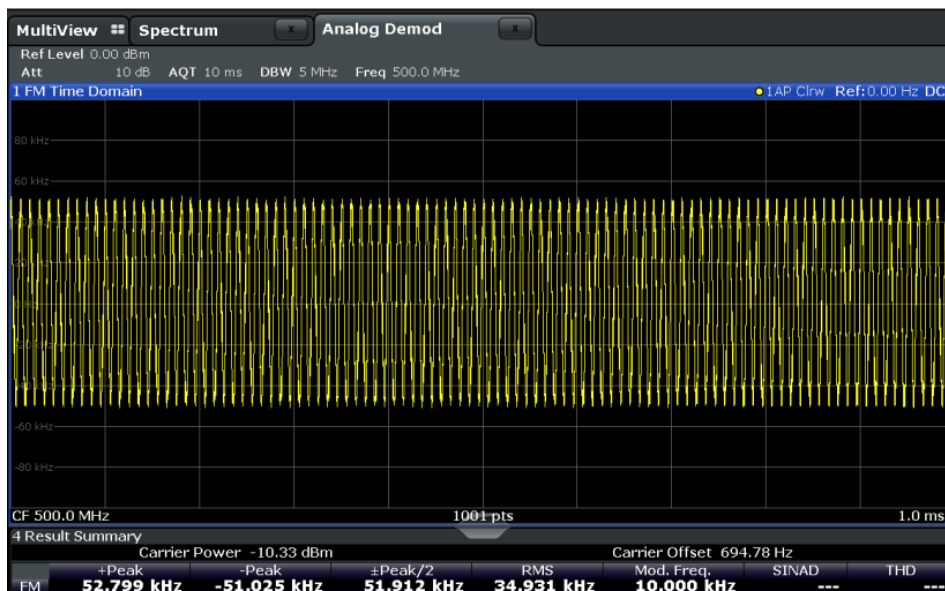 MultiView Spectrum x Analog Demod x
Ref Level 0.00 dBm
Att 10 dB AQT 10 ms DBW 5 MHz Freq 500.0 MHz
1 FM Time Domain 1AP Clrw Ref: 0.00 Hz DC
80 kHz
60 kHz
-60 kHz
-80 kHz
CF 500.0 MHz 1001 pts 1.0 ms
4 Result Summary
Carrier Power -10.33 dBm Carrier Offset 694.78 Hz
+Peak -Peak ±Peak/2 RMS Mod. Freq. SINAD THD
FM 52.799 kHz -51.025 kHz 51.912 kHz 34.931 kHz 10.000 kHz --- ---